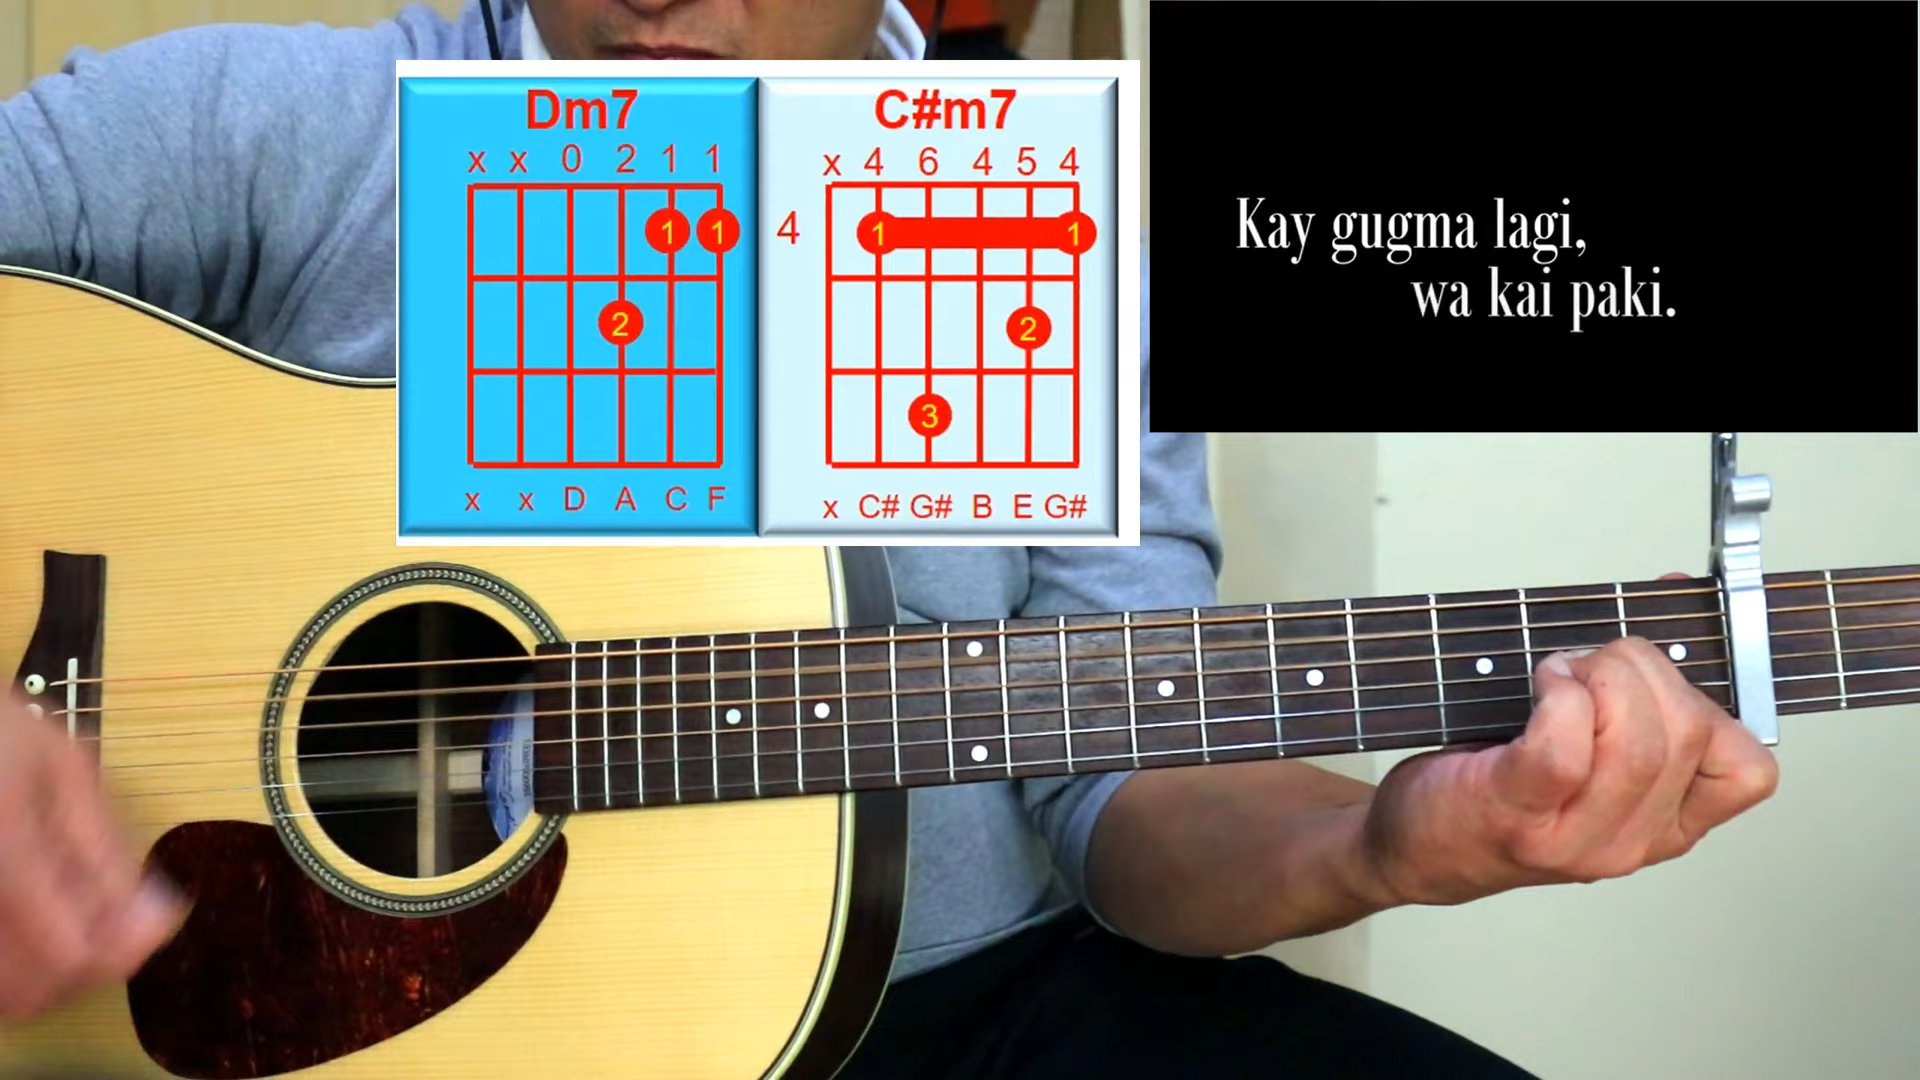 Dm7
x x 0 2 1 1
1 1
2
x x D A C F
C#m7
x 4 6 4 5 4
4 1 1
2
3
x C# G# B E G#
Kay gugma lagi,
wa kai paki.